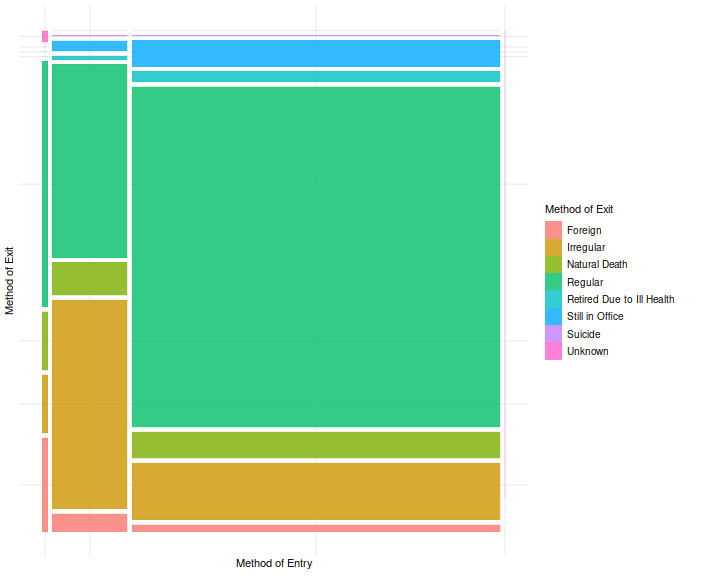 Method of Exit
Method of Entry
Method of Exit
Foreign
Irregular
Natural Death
Regular
Retired Due to Ill Health
Still in Office
Suicide
Unknown